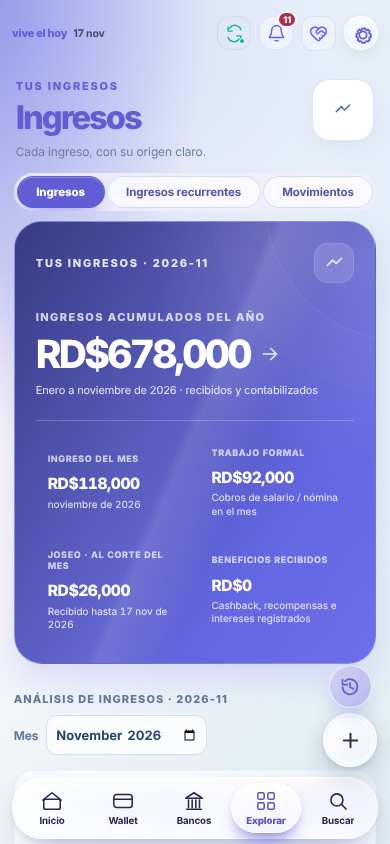 vive el hoy 17 nov
11
TUS INGRESOS
Ingresos
Cada ingreso, con su origen claro.
Ingresos
Ingresos recurrentes
Movimientos
TUS INGRESOS · 2026-11
INGRESOS ACUMULADOS DEL AÑO
RD$678,000 →
Enero a noviembre de 2026 · recibidos y contabilizados
INGRESO DEL MES
RD$118,000
noviembre de 2026
TRABAJO FORMAL
RD$92,000
Cobros de salario / nómina
en el mes
JOSEO · AL CORTE DEL
MES
RD$26,000
Recibido hasta 17 nov de
2026
BENEFICIOS RECIBIDOS
RD$0
Cashback, recompensas e
intereses registrados
ANÁLISIS DE INGRESOS · 2026-11
Mes
November 2026
Inicio
Wallet
Bancos
Explorar
Buscar